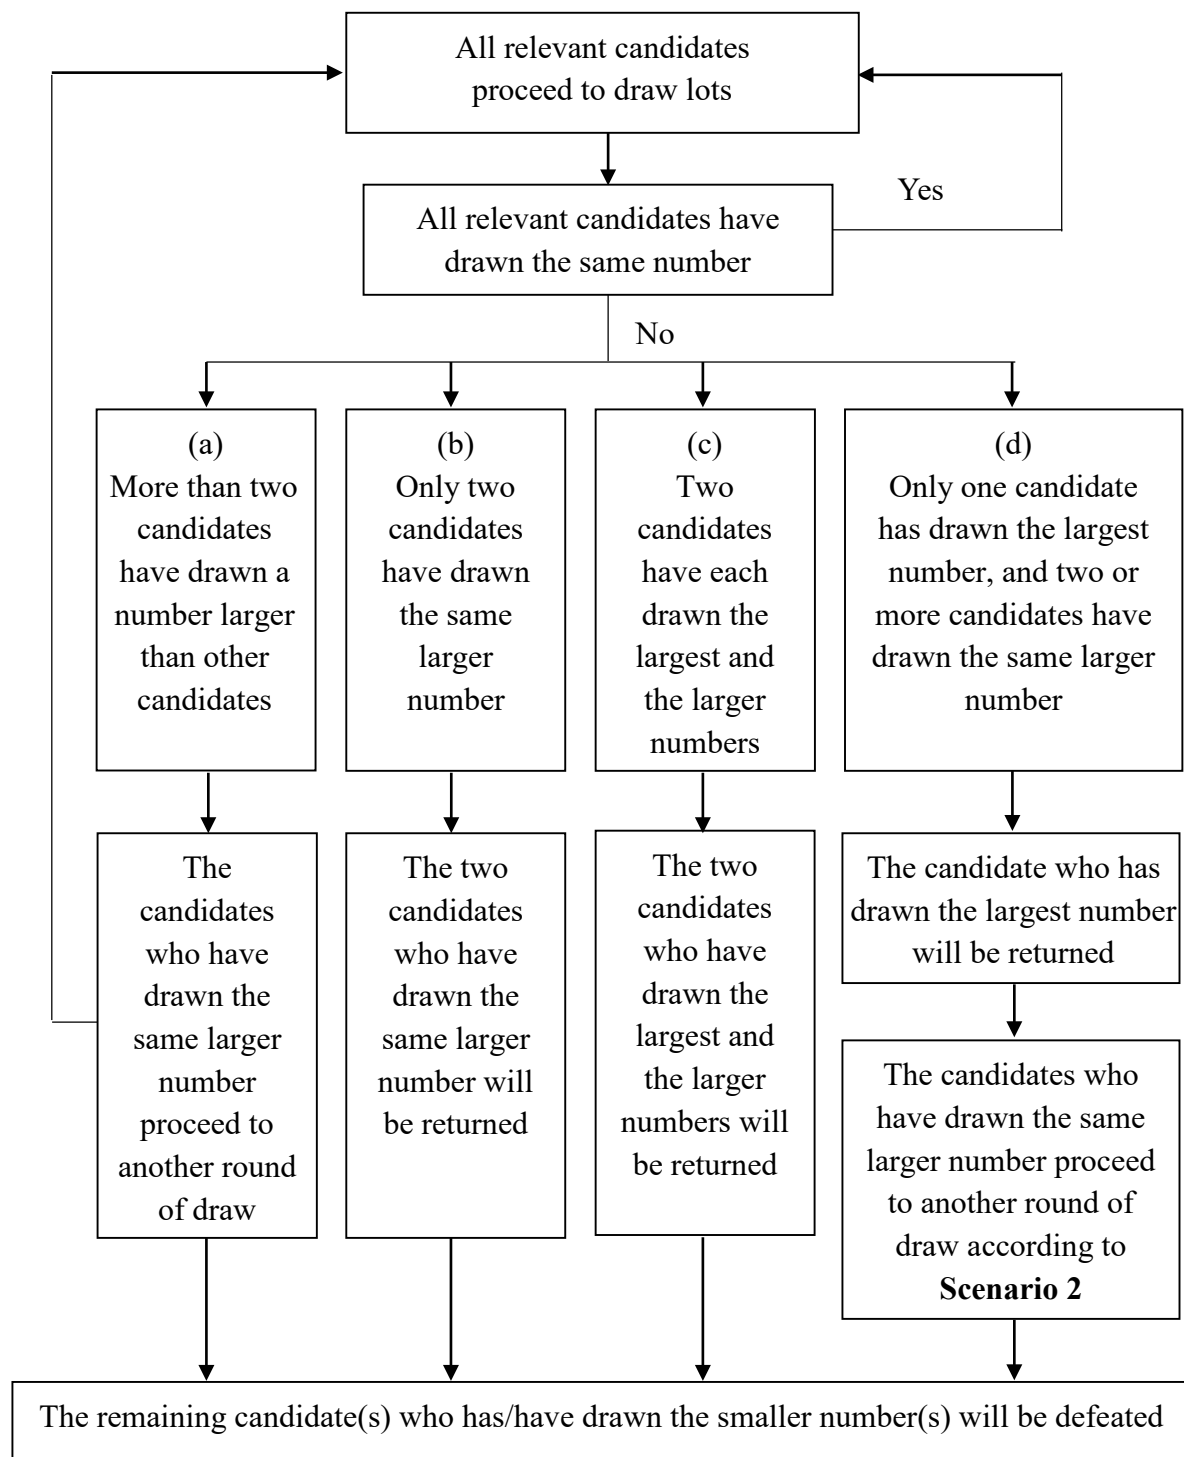 All relevant candidates
proceed to draw lots
Yes
All relevant candidates have
drawn the same number
No
(a)
More than two
candidates
have drawn a
number larger
than other
candidates
(b)
Only two
candidates
have drawn
the same
larger
number
(c)
Two
candidates
have each
drawn the
largest and
the larger
numbers
(d)
Only one candidate
has drawn the largest
number, and two or
more candidates have
drawn the same larger
number
The
candidates
who have
drawn the
same larger
number
proceed to
another round
of draw
The two
candidates
who have
drawn the
same larger
number will
be returned
The two
candidates
who have
drawn the
largest and
the larger
numbers will
be returned
The candidate who has
drawn the largest number
will be returned
The candidates who
have drawn the same
larger number proceed
to another round of
draw according to
Scenario 2
The remaining candidate(s) who has/have drawn the smaller number(s) will be defeated